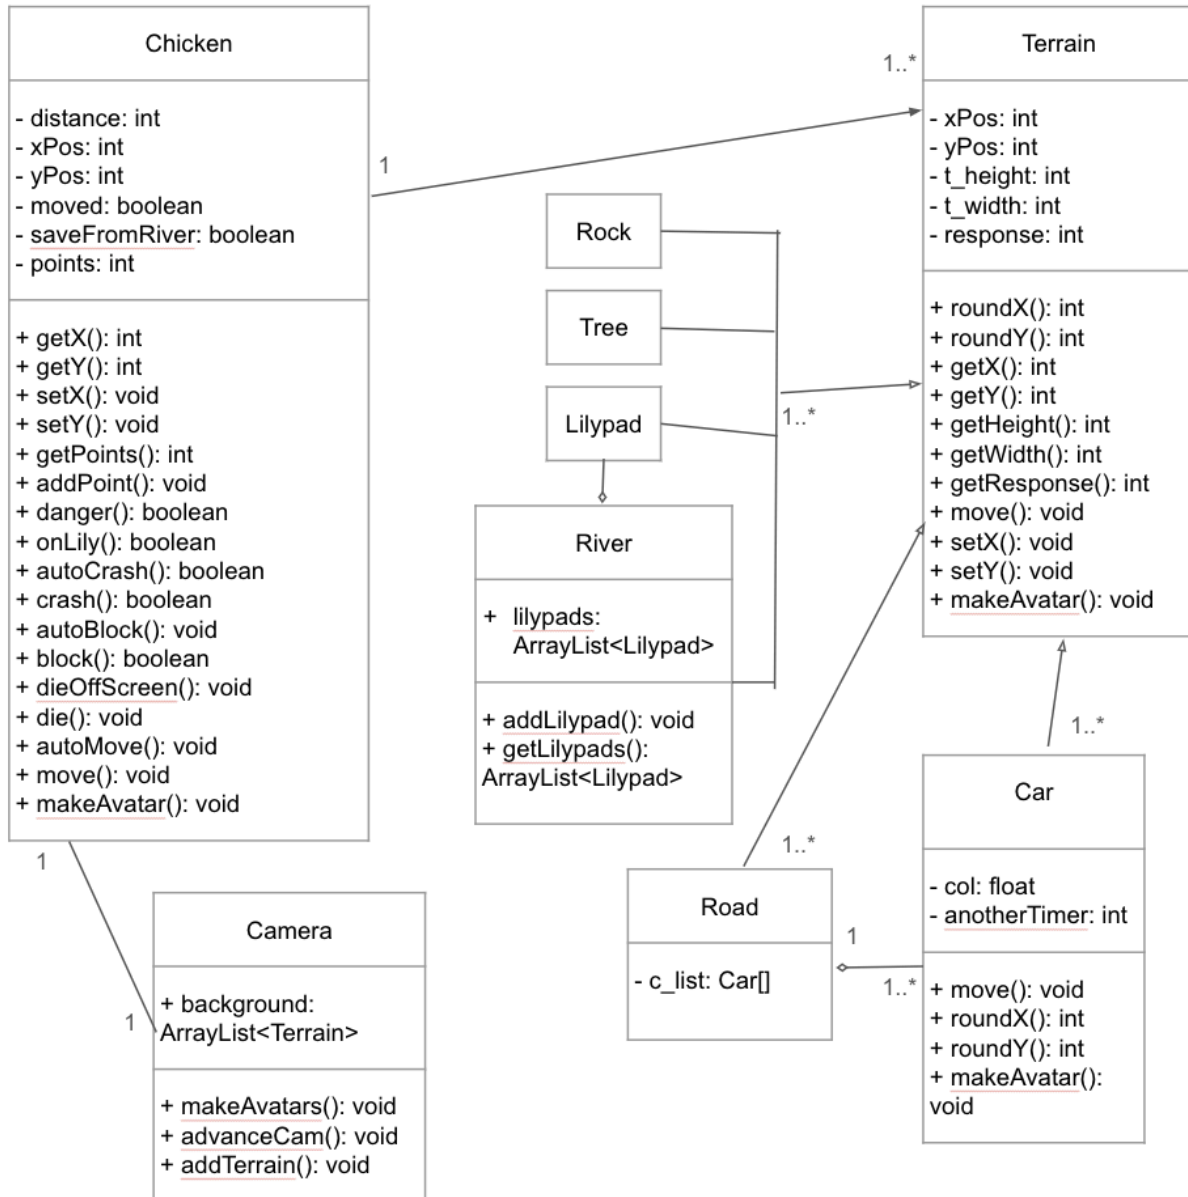 Chicken
- distance: int
- xPos: int
- yPos: int
- moved: boolean
- saveFromRiver: boolean
- points: int
+ getX(): int
+ getY(): int
+ setX(): void
+ setY(): void
+ getPoints(): int
+ addPoint(): void
+ danger(): boolean
+ onLily(): boolean
+ autoCrash(): boolean
+ crash(): boolean
+ autoBlock(): void
+ block(): boolean
+ dieOffScreen(): void
+ die(): void
+ autoMove(): void
+ move(): void
+ makeAvatar(): void
1
1..*
Terrain
- xPos: int
- yPos: int
- t_height: int
- t_width: int
- response: int
+ roundX(): int
+ roundY(): int
+ getX(): int
+ getY(): int
+ getHeight(): int
+ getWidth(): int
+ getResponse(): int
+ move(): void
+ setX(): void
+ setY(): void
+ makeAvatar(): void
Rock
Tree
Lilypad
1..*
River
+ lilypads:
ArrayList<Lilypad>
+ addLilypad(): void
+ getLilypads():
ArrayList<Lilypad>
1
1
Camera
+ background:
ArrayList<Terrain>
+ makeAvatars(): void
+ advanceCam(): void
+ addTerrain(): void
1..*
Road
- c_list: Car[]
1
1..*
1..*
Car
- col: float
- anotherTimer: int
+ move(): void
+ roundX(): int
+ roundY(): int
+ makeAvatar():
void